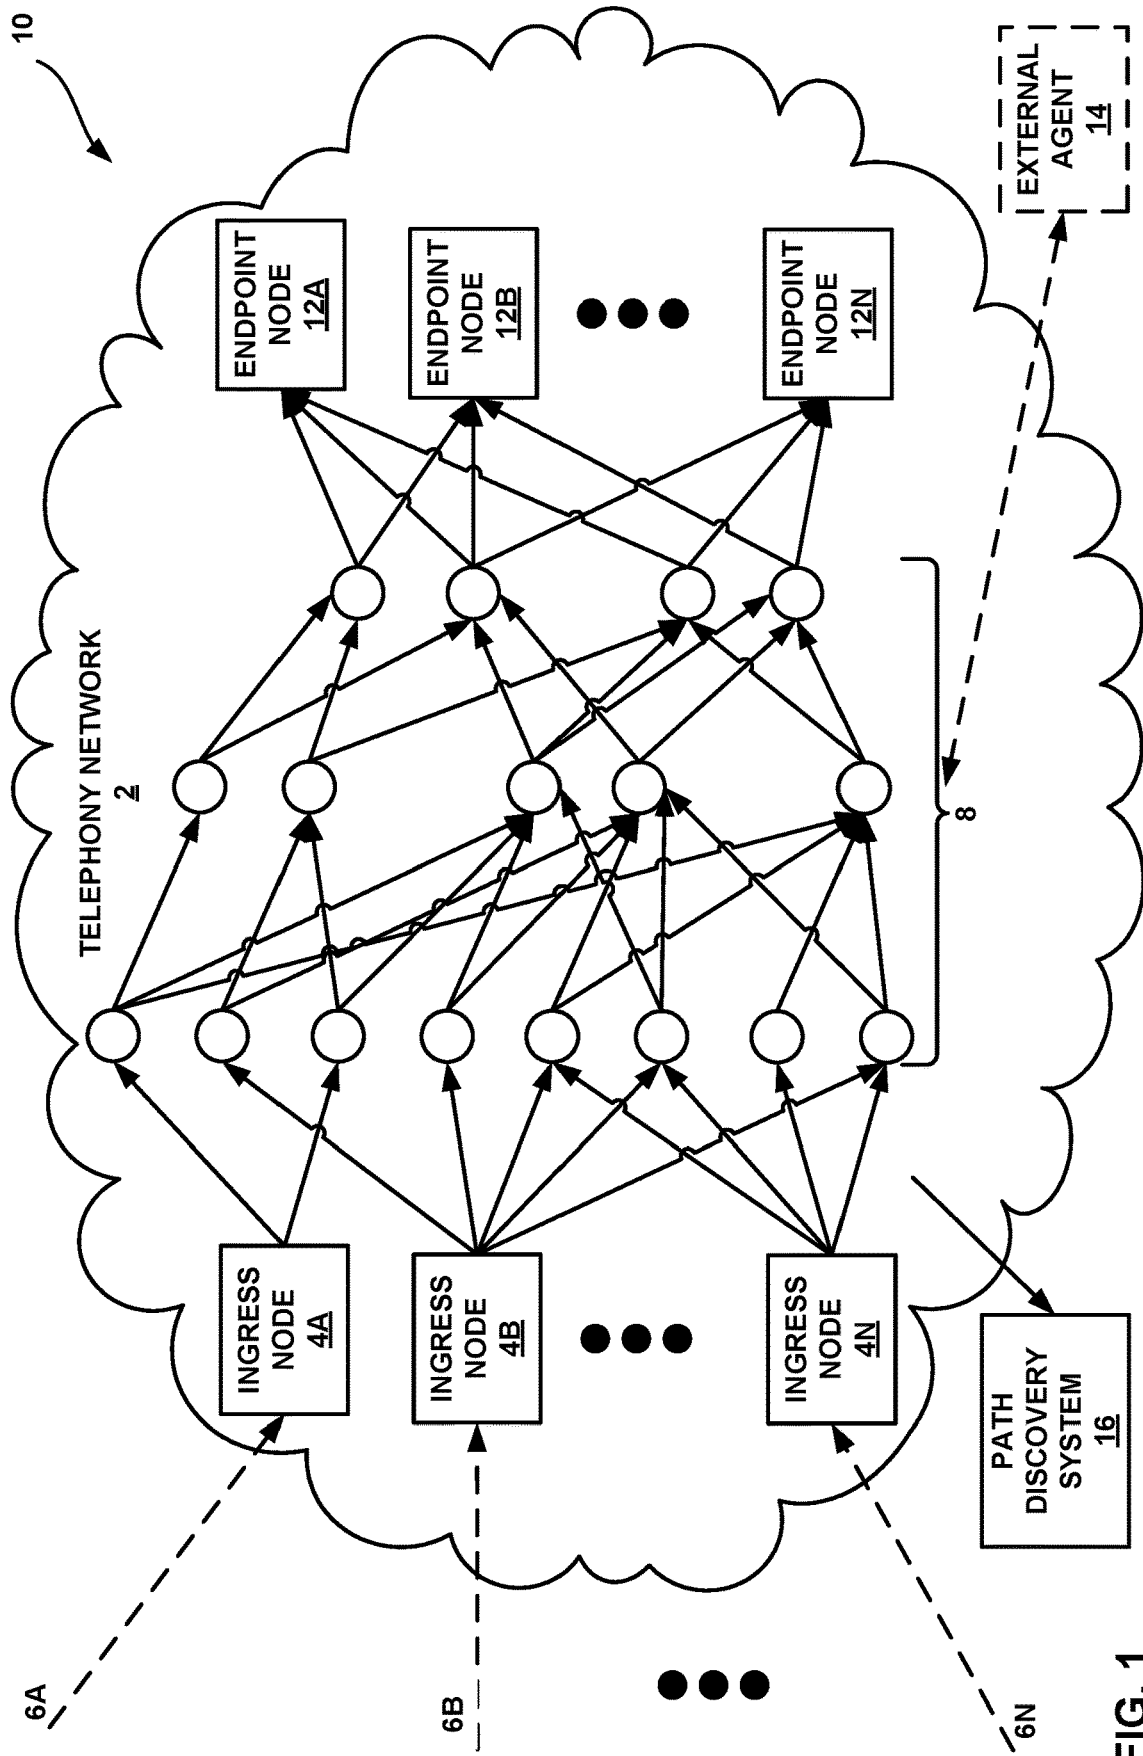 10
TELEPHONY NETWORK
2
6A
INGRESS
NODE
4A
ENDPOINT
NODE
12A
6B
INGRESS
NODE
4B
ENDPOINT
NODE
12B
6N
INGRESS
NODE
4N
ENDPOINT
NODE
12N
8
PATH
DISCOVERY
SYSTEM
16
EXTERNAL
AGENT
14
FIG. 1